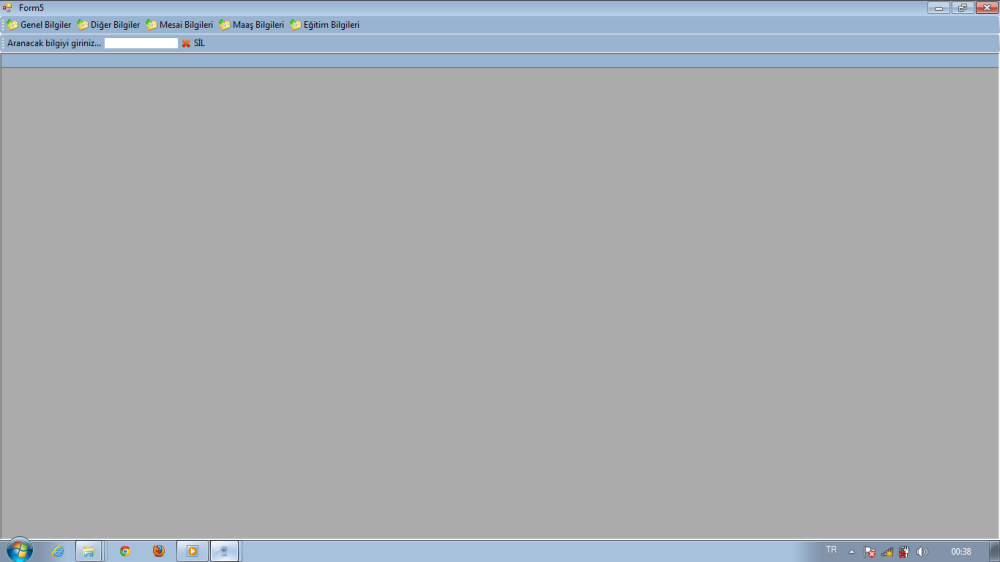 Form5
Genel Bilgiler Diğer Bilgiler Mesai Bilgileri Maaş Bilgileri Eğitim Bilgileri
Aranacak bilgiyi giriniz... SİL
TR 00:38